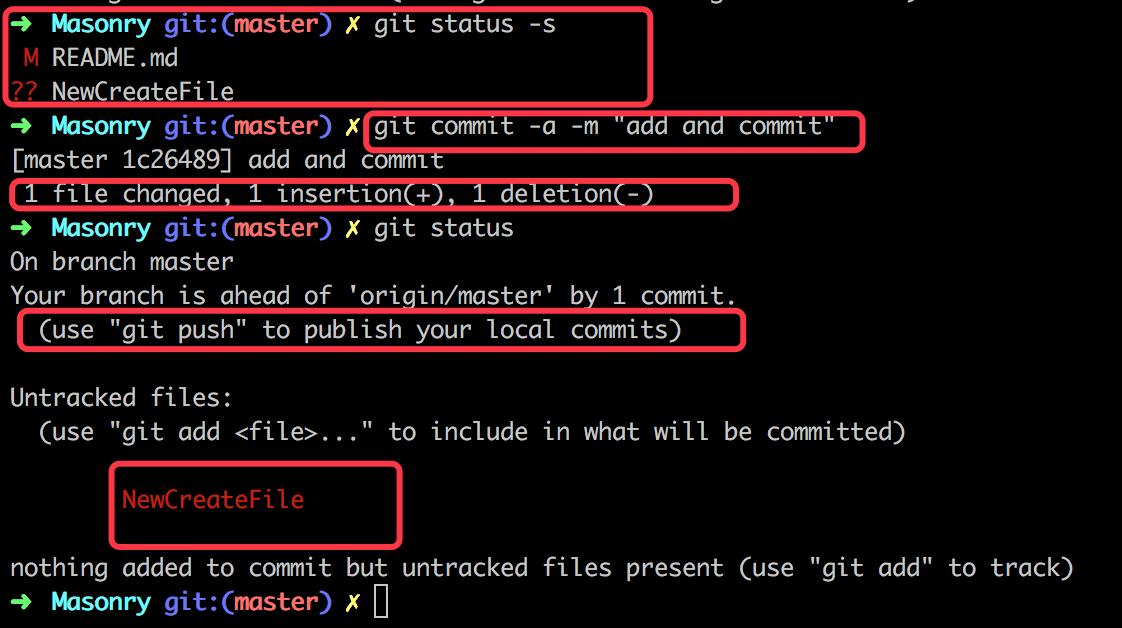 ➜ Masonry git:(master) ✗ git status -s
 M README.md
?? NewCreateFile
➜ Masonry git:(master) ✗ git commit -a -m "add and commit"
[master 1c26489] add and commit
 1 file changed, 1 insertion(+), 1 deletion(-)
➜ Masonry git:(master) ✗ git status
On branch master
Your branch is ahead of 'origin/master' by 1 commit.
  (use "git push" to publish your local commits)
Untracked files:
  (use "git add <file>..." to include in what will be committed)
        NewCreateFile
nothing added to commit but untracked files present (use "git add" to track)
➜ Masonry git:(master) ✗